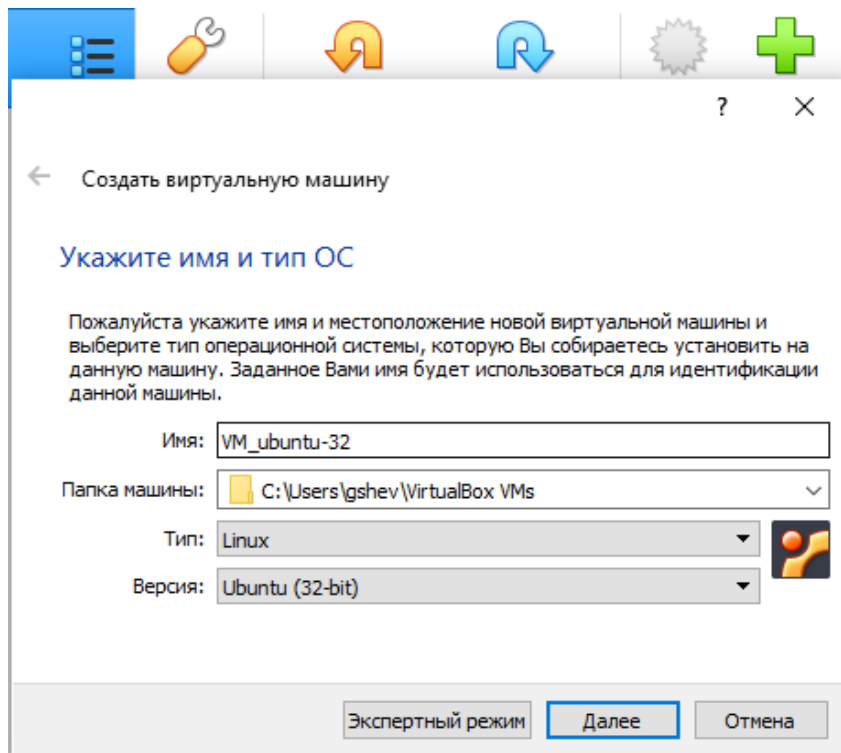 ?
Создать виртуальную машину
Укажите имя и тип ОС
Пожалуйста укажите имя и местоположение новой виртуальной машины и
выберите тип операционной системы, которую Вы собираетесь установить на
данную машину. Заданное Вами имя будет использоваться для идентификации
данной машины.
Имя: VM_ubuntu-32
Папка машины: C:\Users\gshev\VirtualBox VMs
Тип: Linux
Версия: Ubuntu (32-bit)
Экспертный режим Далее Отмена